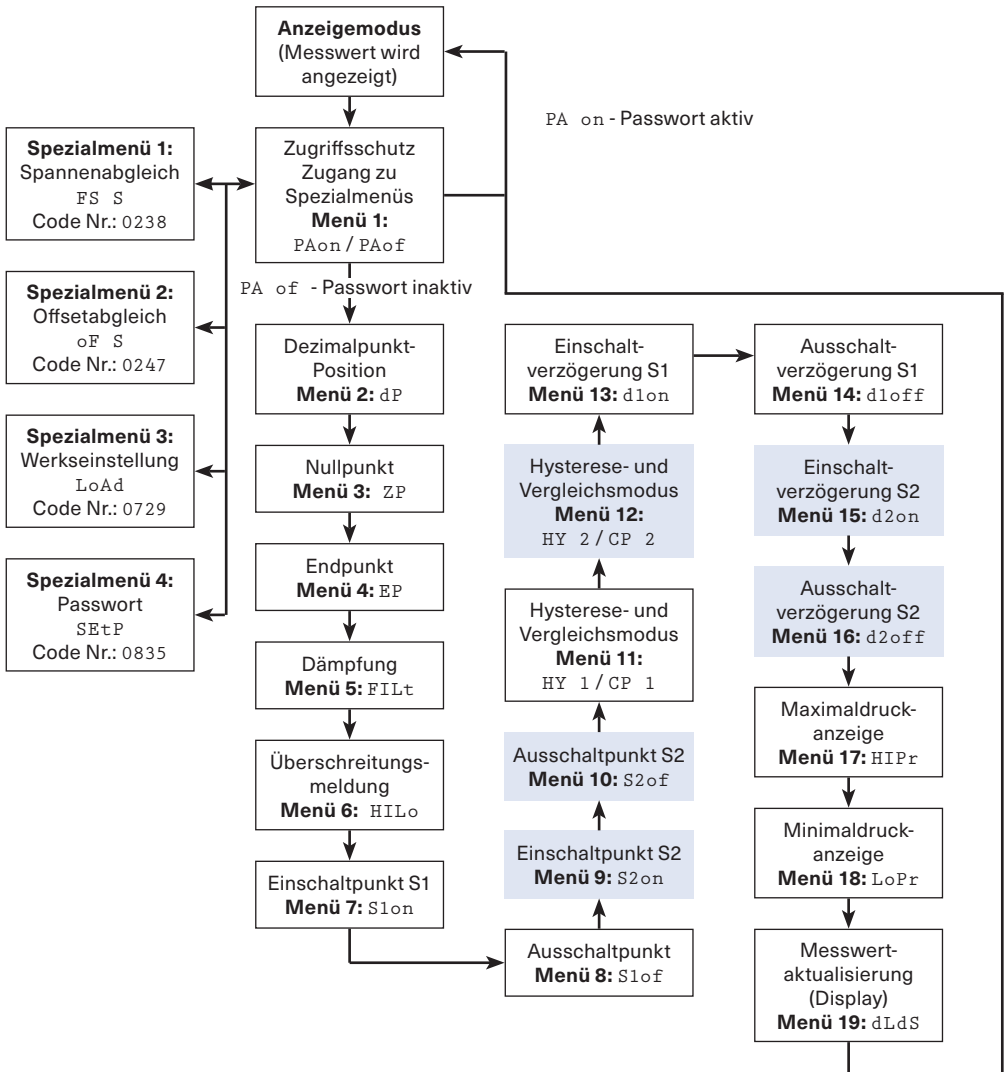 Anzeigemodus
(Messwert wird
angezeigt)
PA on - Passwort aktiv
Spezialmenü 1:
Spannenabgleich
FS S
Code Nr.: 0238
Zugriffsschutz
Zugang zu
Spezialmenüs
Menü 1:
PAon / PAof
PA of - Passwort inaktiv
Spezialmenü 2:
Offsetabgleich
oF S
Code Nr.: 0247
Spezialmenü 3:
Werkseinstellung
LoAd
Code Nr.: 0729
Spezialmenü 4:
Passwort
SEtP
Code Nr.: 0835
Dezimalpunkt-
Position
Menü 2: dP
Nullpunkt
Menü 3: ZP
Endpunkt
Menü 4: EP
Dämpfung
Menü 5: FILt
Überschreitungs-
meldung
Menü 6: HILo
Einschaltpunkt S1
Menü 7: S1on
Ausschaltpunkt
Menü 8: S1of
Einschaltpunkt S2
Menü 9: S2on
Ausschaltpunkt S2
Menü 10: S2of
Hysterese- und
Vergleichsmodus
Menü 11:
HY 1 / CP 1
Hysterese- und
Vergleichsmodus
Menü 12:
HY 2 / CP 2
Einschalt-
verzögerung S1
Menü 13: d1on
Ausschalt-
verzögerung S1
Menü 14: d1off
Einschalt-
verzögerung S2
Menü 15: d2on
Ausschalt-
verzögerung S2
Menü 16: d2off
Maximaldruck-
anzeige
Menü 17: HIPr
Minimaldruck-
anzeige
Menü 18: LoPr
Messwert-
aktualisierung
(Display)
Menü 19: dLdS